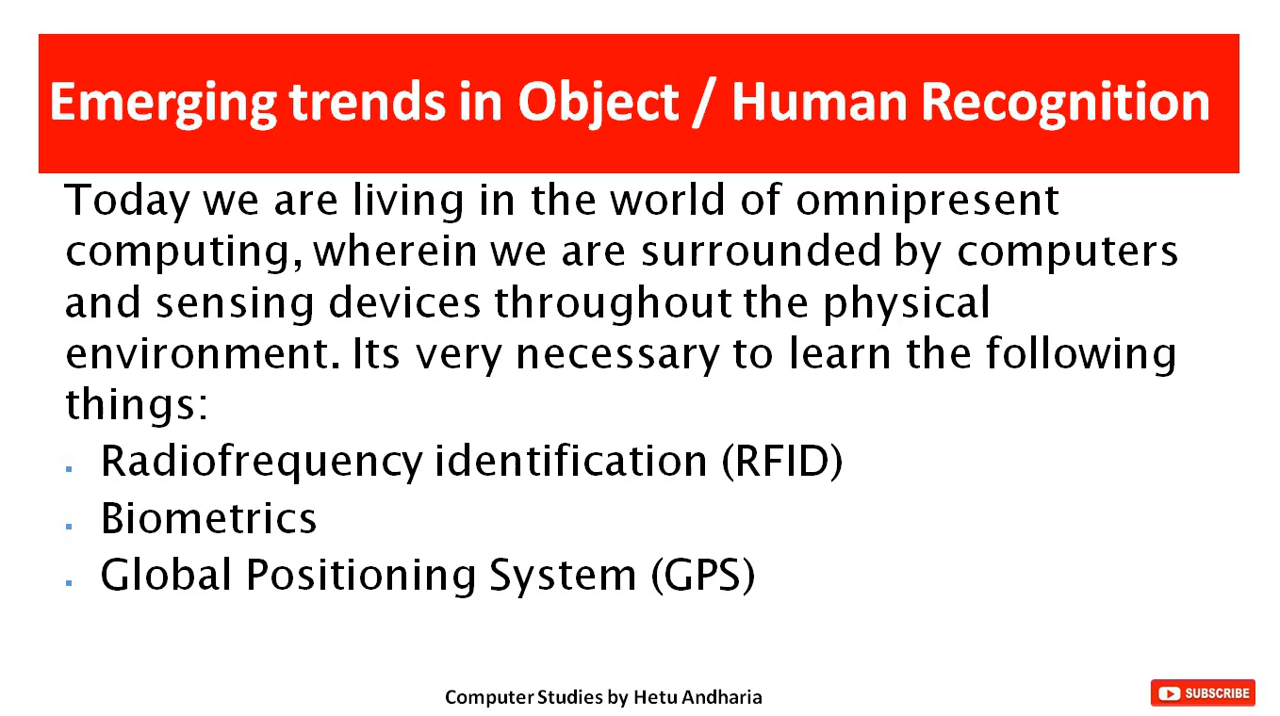 Emerging trends in Object / Human Recognition
Today we are living in the world of omnipresent
computing, wherein we are surrounded by computers
and sensing devices throughout the physical
environment. Its very necessary to learn the following
things:
▪ Radiofrequency identification (RFID)
▪ Biometrics
▪ Global Positioning System (GPS)
Computer Studies by Hetu Andharia
SUBSCRIBE